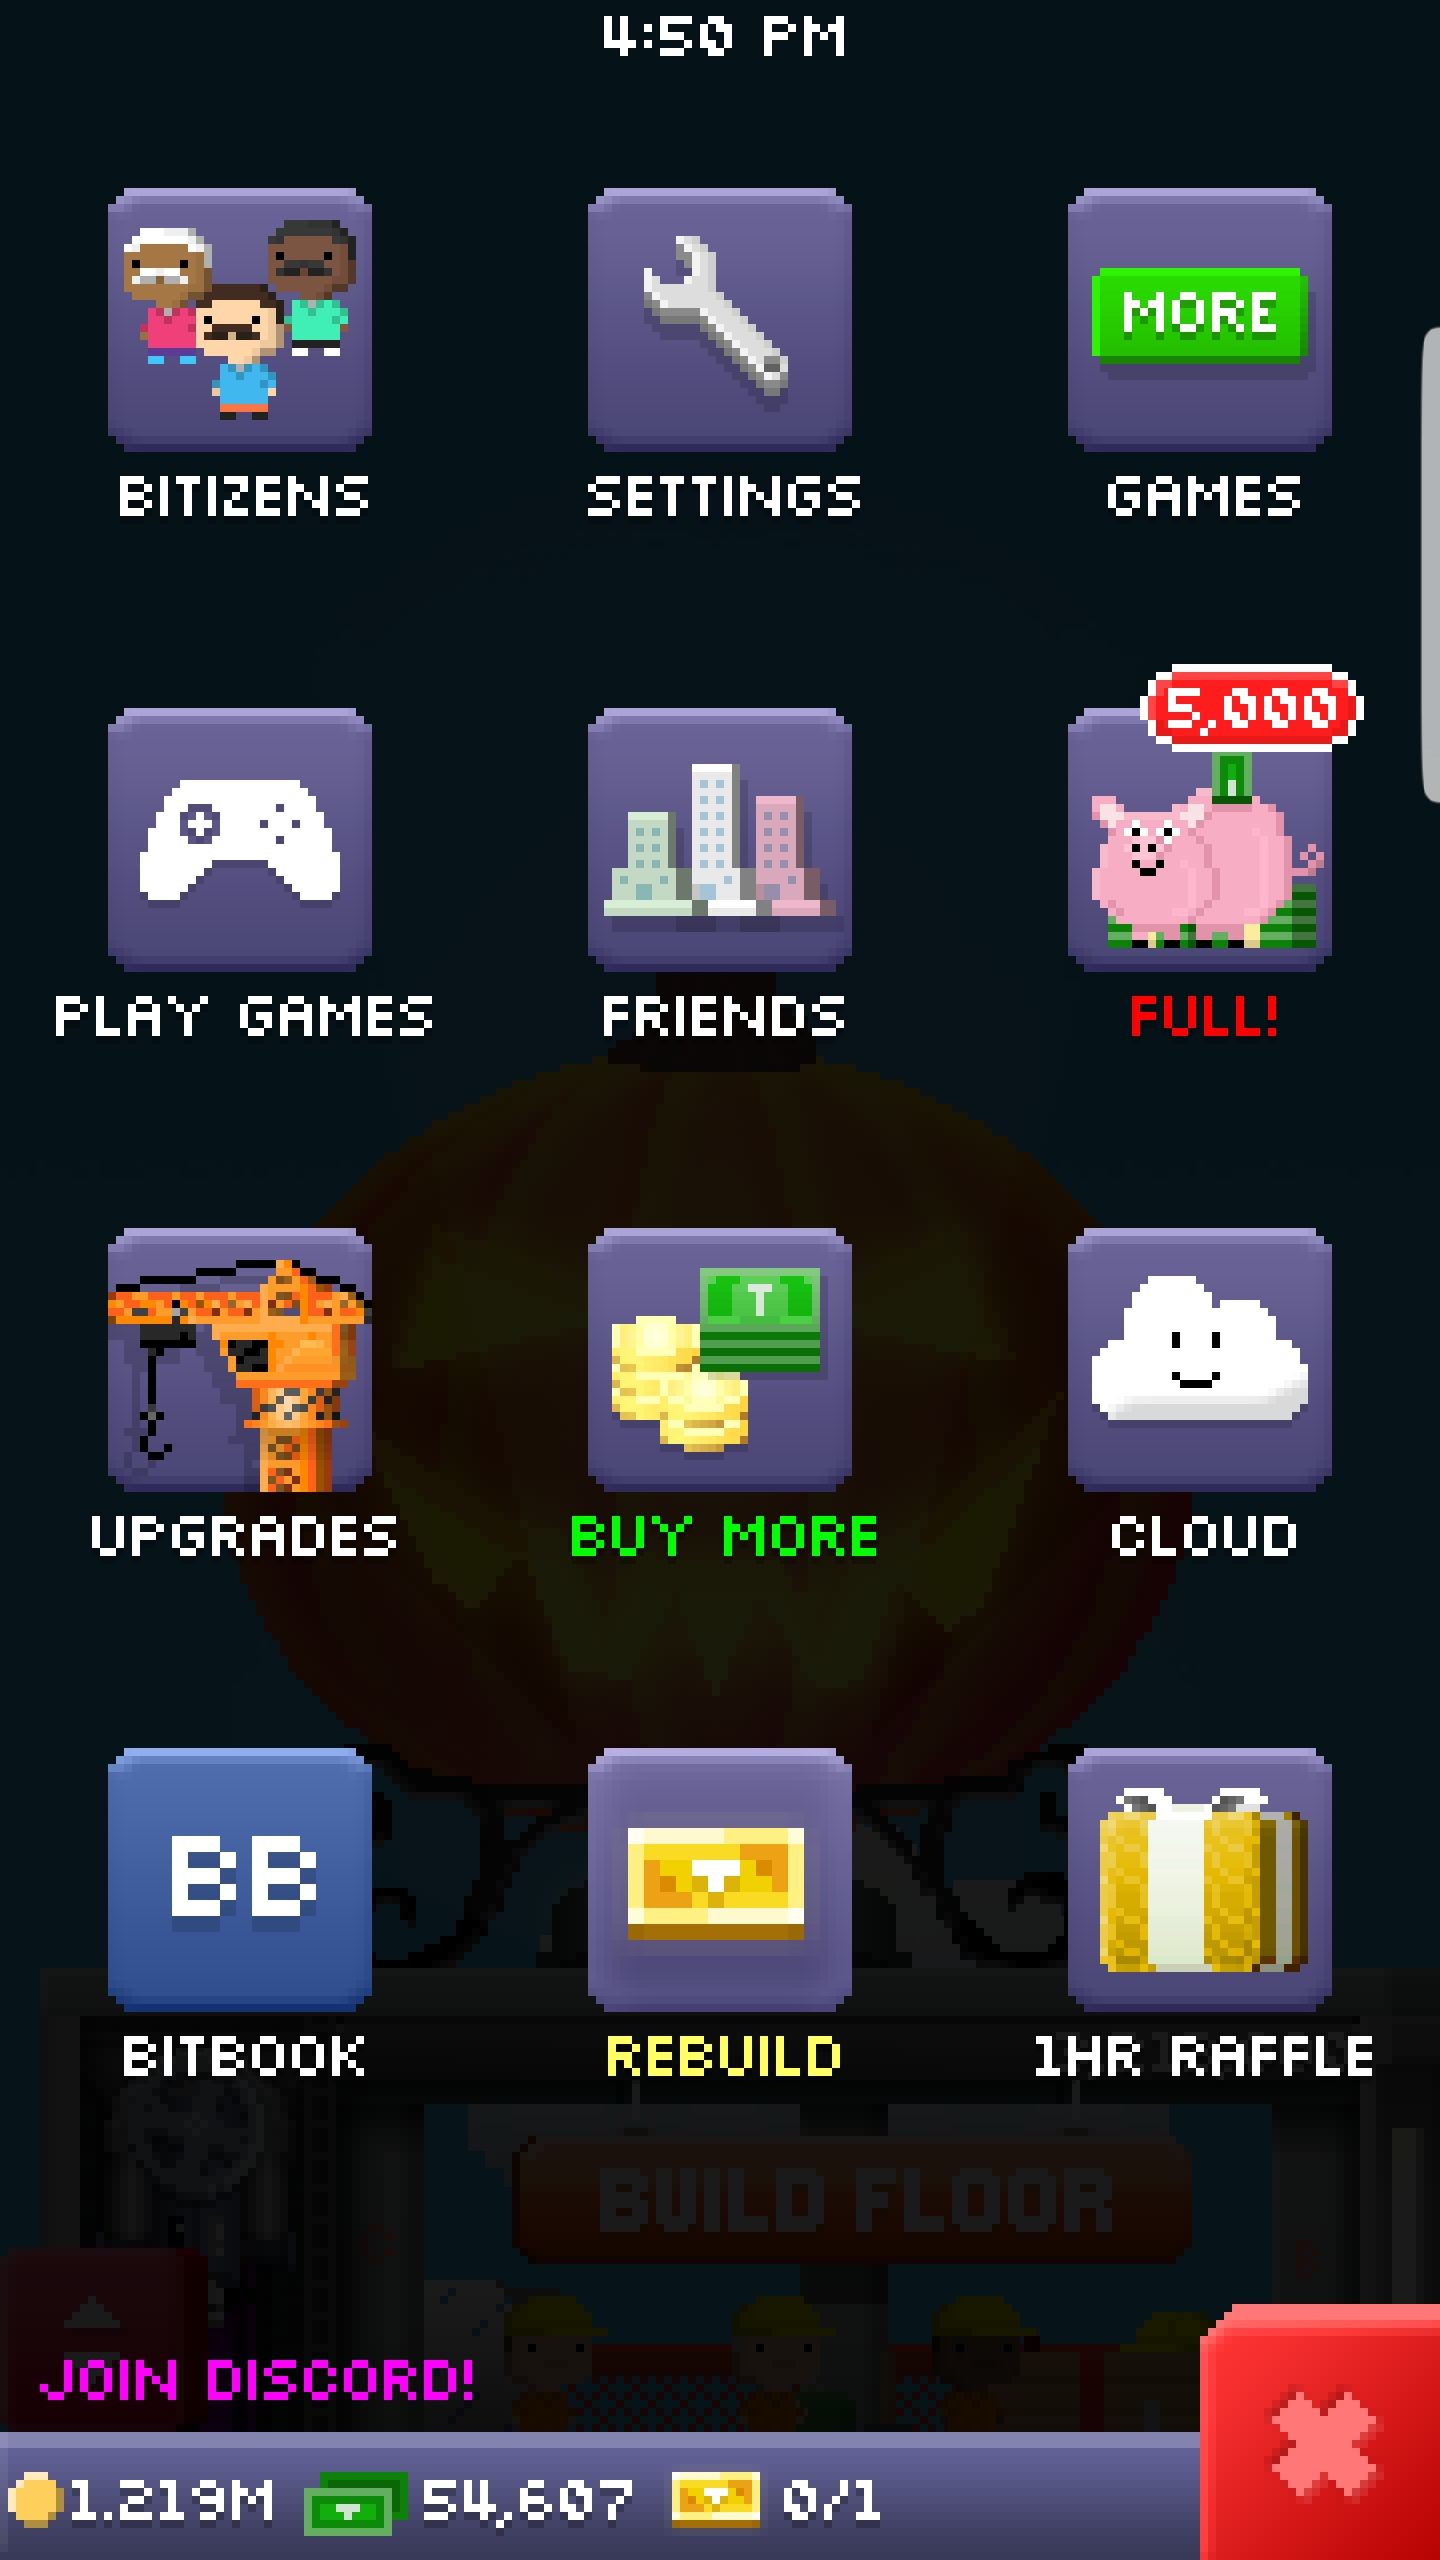 4:50 PM
MORE
BITIZENS
SETTINGS
GAMES
5,000
PLAY GAMES
FRIENDS
FULL!
T
UPGRADES
BUY MORE
CLOUD
BB
BITBOOK
REBUILD
1HR RAFFLE
BUILD FLOOR
JOIN DISCORD!
1.219M 54,607 0/1